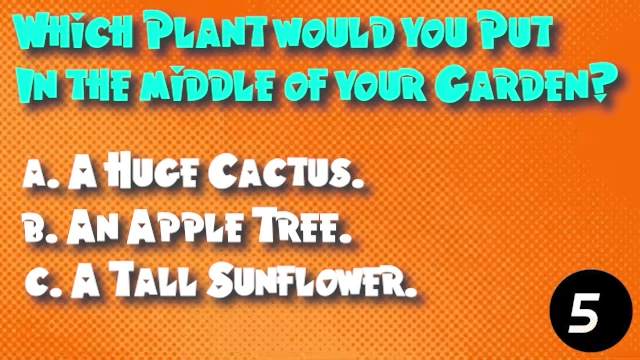 Which Plant would you Put
In the middle of your Garden?
a. A Huge Cactus.
b. An Apple Tree.
c. A Tall Sunflower.
5